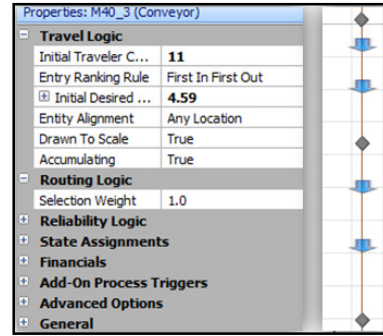 Properties: M40_3 (Conveyor)
Travel Logic
Initial Traveler C... 11
Entry Ranking Rule First In First Out
Initial Desired ... 4.59
Entity Alignment Any Location
Drawn To Scale True
Accumulating True
Routing Logic
Selection Weight 1.0
Reliability Logic
State Assignments
Financials
Add-On Process Triggers
Advanced Options
General